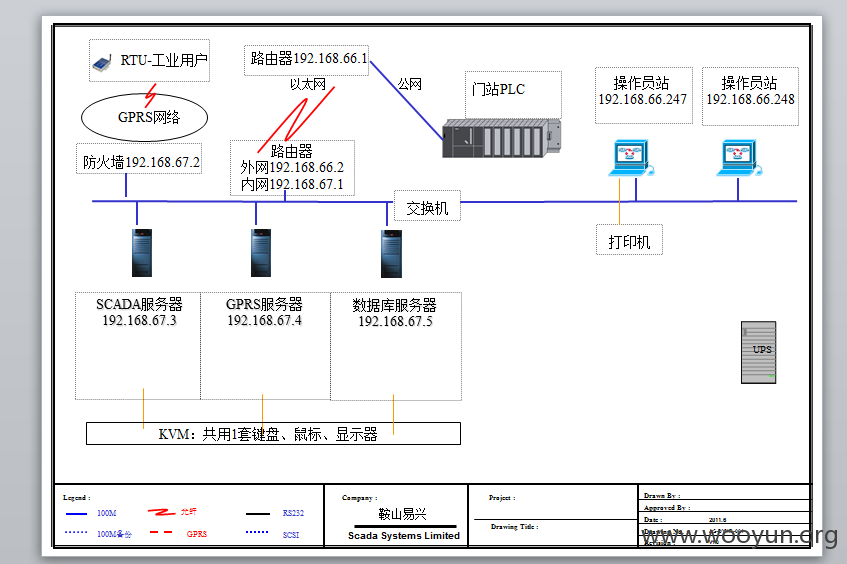 RTU-工业用户
GPRS网络
防火墙192.168.67.2
路由器192.168.66.1
以太网
公网
路由器
外网192.168.66.2
内网192.168.67.1
门站PLC
操作员站
192.168.66.247
操作员站
192.168.66.248
交换机
打印机
SCADA服务器
192.168.67.3
GPRS服务器
192.168.67.4
数据库服务器
192.168.67.5
UPS
KVM：共用1套键盘、鼠标、显示器
Legend :
100M
光纤
RS232
100M备份
GPRS
SCSI
Company :
鞍山易兴
Scada Systems Limited
Project :
Drawing Title :
Drawn By :
Approved By :
Date :
2011.6
www.wooyun.org